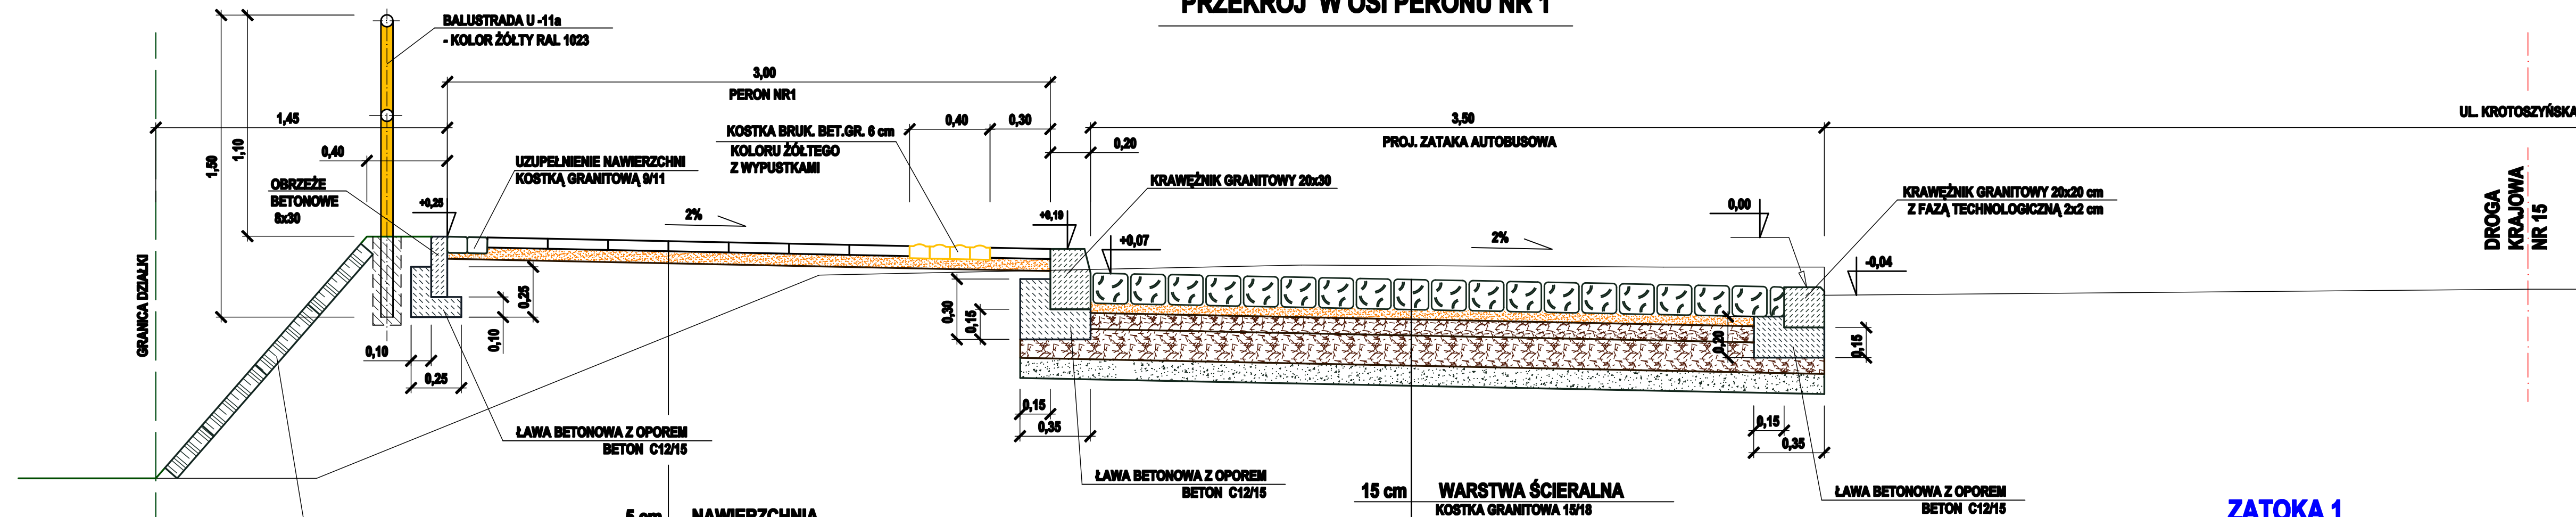 PRZEKRÓJ W OSI PERONU NR 1
BALUSTRADA U -11a
- KOLOR ŻÓŁTY RAL 1023
3,00
PERON NR1
1,45
1,50
1,10
0,40
OBRZEŻE
BETONOWE
8x30
UZUPEŁNIENIE NAWIERZCHNI
KOSTKĄ GRANITOWĄ 9/11
KOSTKA BRUK. BET.GR. 6 cm
KOLORU ŻÓŁTEGO
Z WYPUSTKAMI
0,40
0,30
0,20
3,50
PROJ. ZATAKA AUTOBUSOWA
UL. KROTOSZYŃSKA
KRAWĘŻNIK GRANITOWY 20x30
KRAWĘŻNIK GRANITOWY 20x20 cm
Z FAZĄ TECHNOLOGICZNĄ 2x2 cm
+0,25
2%
+0,19
+0,07
2%
0,00
-0,04
DROGA
KRAJOWA
NR 15
GRANICA DZIAŁKI
0,25
0,10
0,10
0,25
0,30
0,15
0,20
0,15
0,15
0,35
0,15
0,35
ŁAWA BETONOWA Z OPOREM
BETON C12/15
ŁAWA BETONOWA Z OPOREM
BETON C12/15
15 cm WARSTWA ŚCIERALNA
KOSTKA GRANITOWA 15/18
ŁAWA BETONOWA Z OPOREM
BETON C12/15
5 cm NAWIERZCHNIA
ZATOKA 1